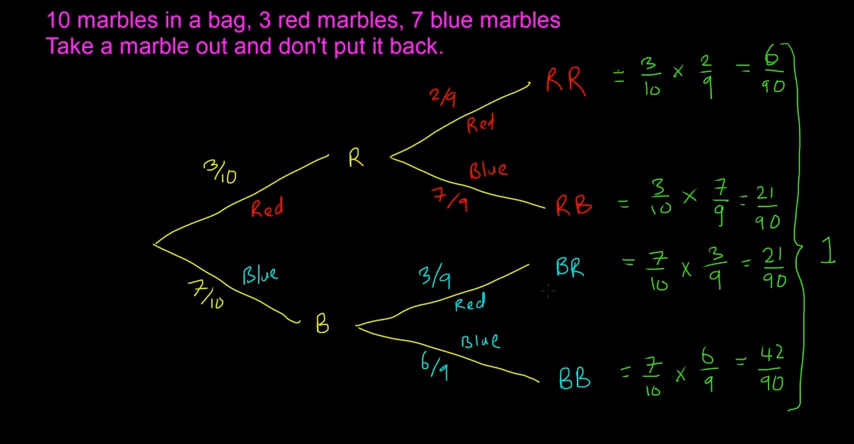 10 marbles in a bag, 3 red marbles, 7 blue marbles
Take a marble out and don't put it back.
2/9 Red RR = 3/10 × 2/9 = 6/90
3/10 Red R
Blue 7/9 RB = 3/10 × 7/9 = 21/90
1
Blue 7/10 B
3/9 Red BR = 7/10 × 3/9 = 21/90
Blue 6/9 BB = 7/10 × 6/9 = 42/90